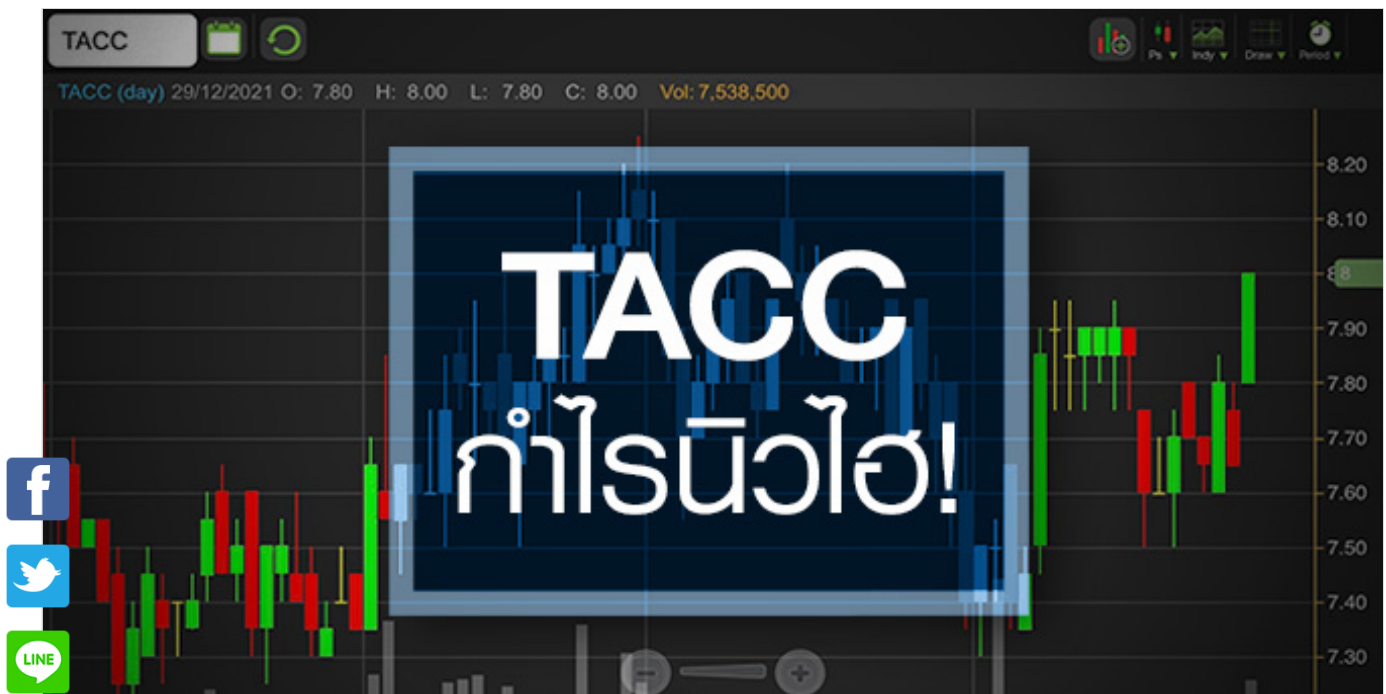 TACC
Ps ▼ Indy ▼ Draw ▼ Period ▼
TACC (day) 29/12/2021 O: 7.80 H: 8.00 L: 7.80 C: 8.00 Vol: 7,538,500
8.20
8.10
7.90
7.80
7.70
7.60
7.50
7.40
7.30
TACC
กำไรนิวไฮ!
f
LINE